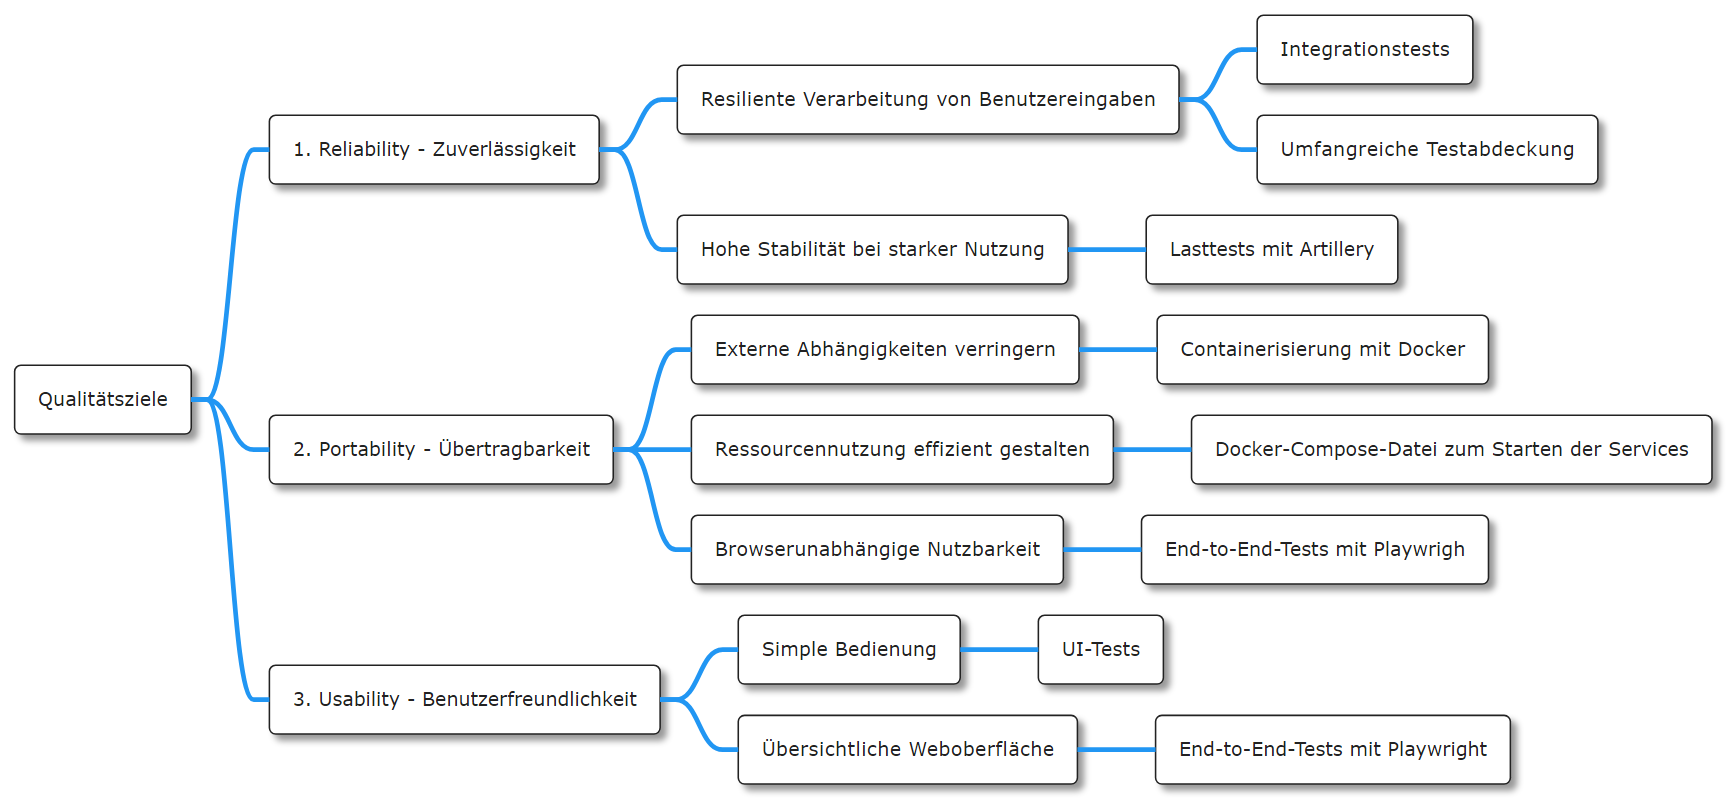 Qualitätsziele
1. Reliability - Zuverlässigkeit
Resiliente Verarbeitung von Benutzereingaben
Integrationstests
Umfangreiche Testabdeckung
Hohe Stabilität bei starker Nutzung
Lasttests mit Artillery
2. Portability - Übertragbarkeit
Externe Abhängigkeiten verringern
Containerisierung mit Docker
Ressourcennutzung effizient gestalten
Docker-Compose-Datei zum Starten der Services
Browserunabhängige Nutzbarkeit
End-to-End-Tests mit Playwrigh
3. Usability - Benutzerfreundlichkeit
Simple Bedienung
UI-Tests
Übersichtliche Weboberfläche
End-to-End-Tests mit Playwright